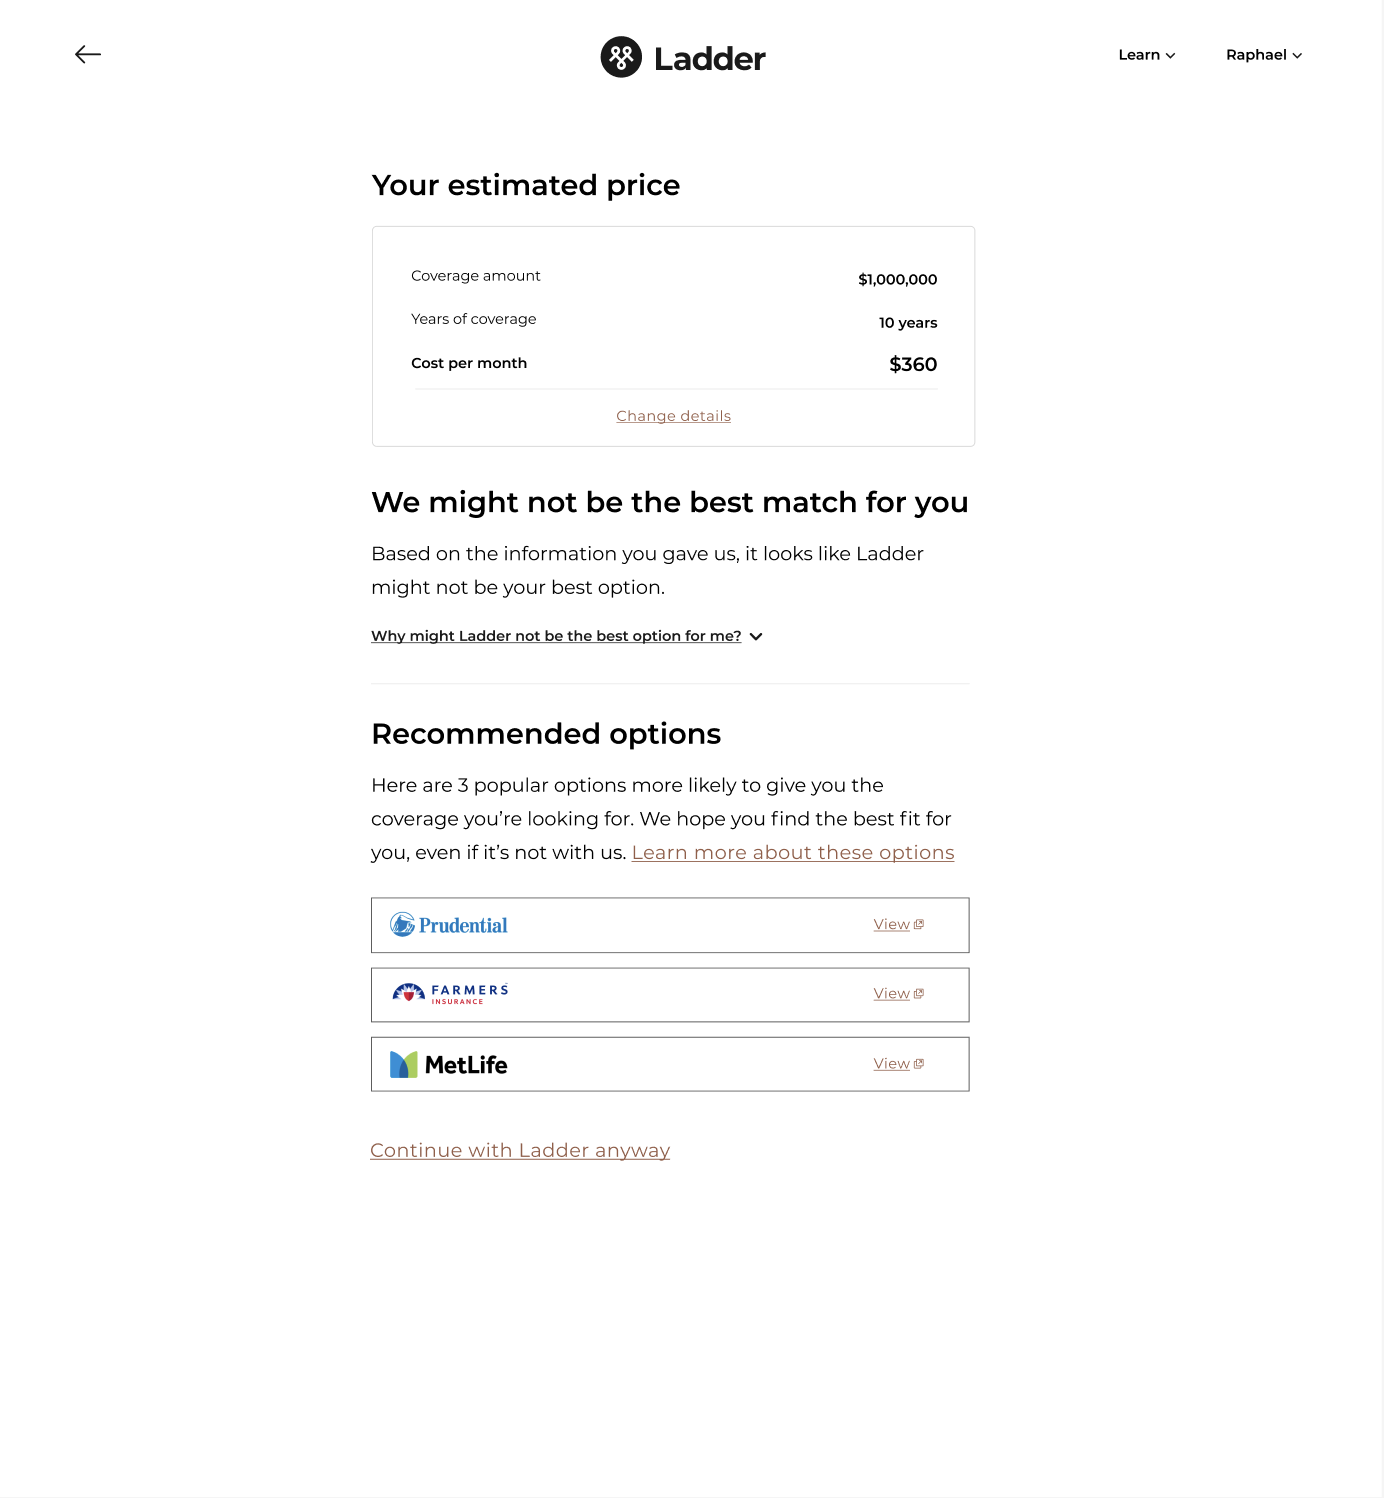 Ladder
Learn
Raphael
Your estimated price
Coverage amount
$1,000,000
Years of coverage
10 years
Cost per month
$360
Change details
We might not be the best match for you
Based on the information you gave us, it looks like Ladder
might not be your best option.
Why might Ladder not be the best option for me?
Recommended options
Here are 3 popular options more likely to give you the
coverage you’re looking for. We hope you find the best fit for
you, even if it’s not with us. Learn more about these options
Prudential
View
FARMERS
INSURANCE
View
MetLife
View
Continue with Ladder anyway